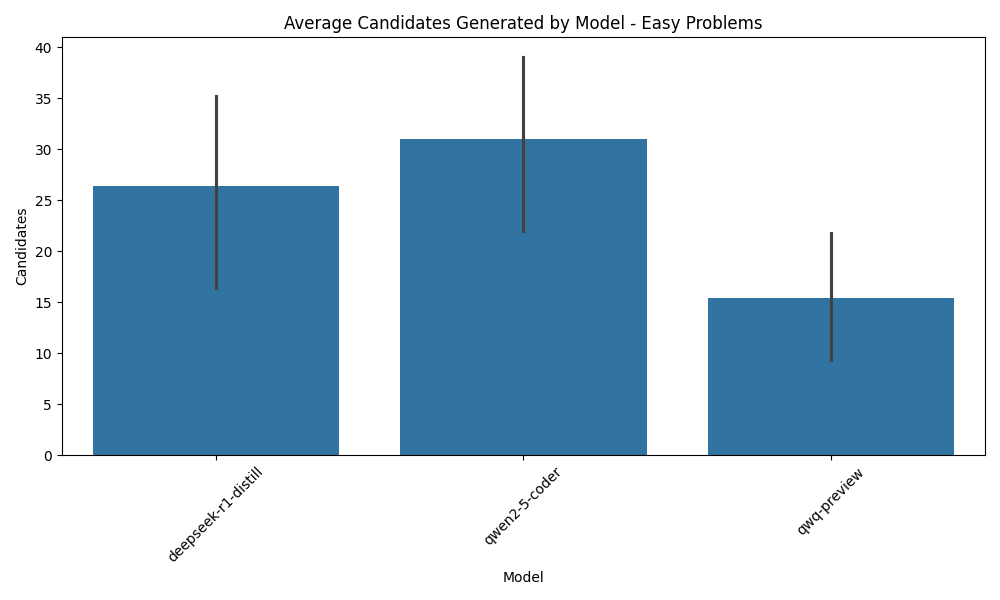 Average Candidates Generated by Model - Easy Problems
40
35
30
25
20
15
10
5
0
Candidates
deepseek-r1-distill
qwen2-5-coder
qwq-preview
Model